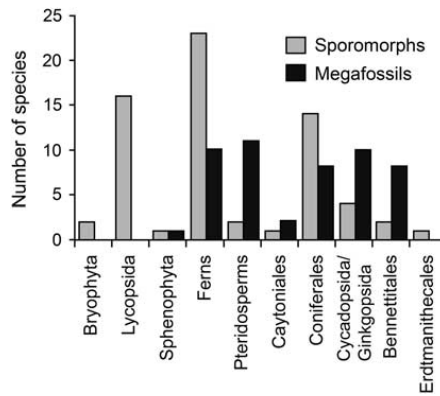 Number of species
25
20
15
10
5
0
Sporomorphs
Megafossils
Bryophyta
Lycopsida
Sphenophyta
Ferns
Pteridosperms
Caytoniales
Coniferales
Cycadopsida/
Ginkgopsida
Bennettitales
Erdtmanithecales